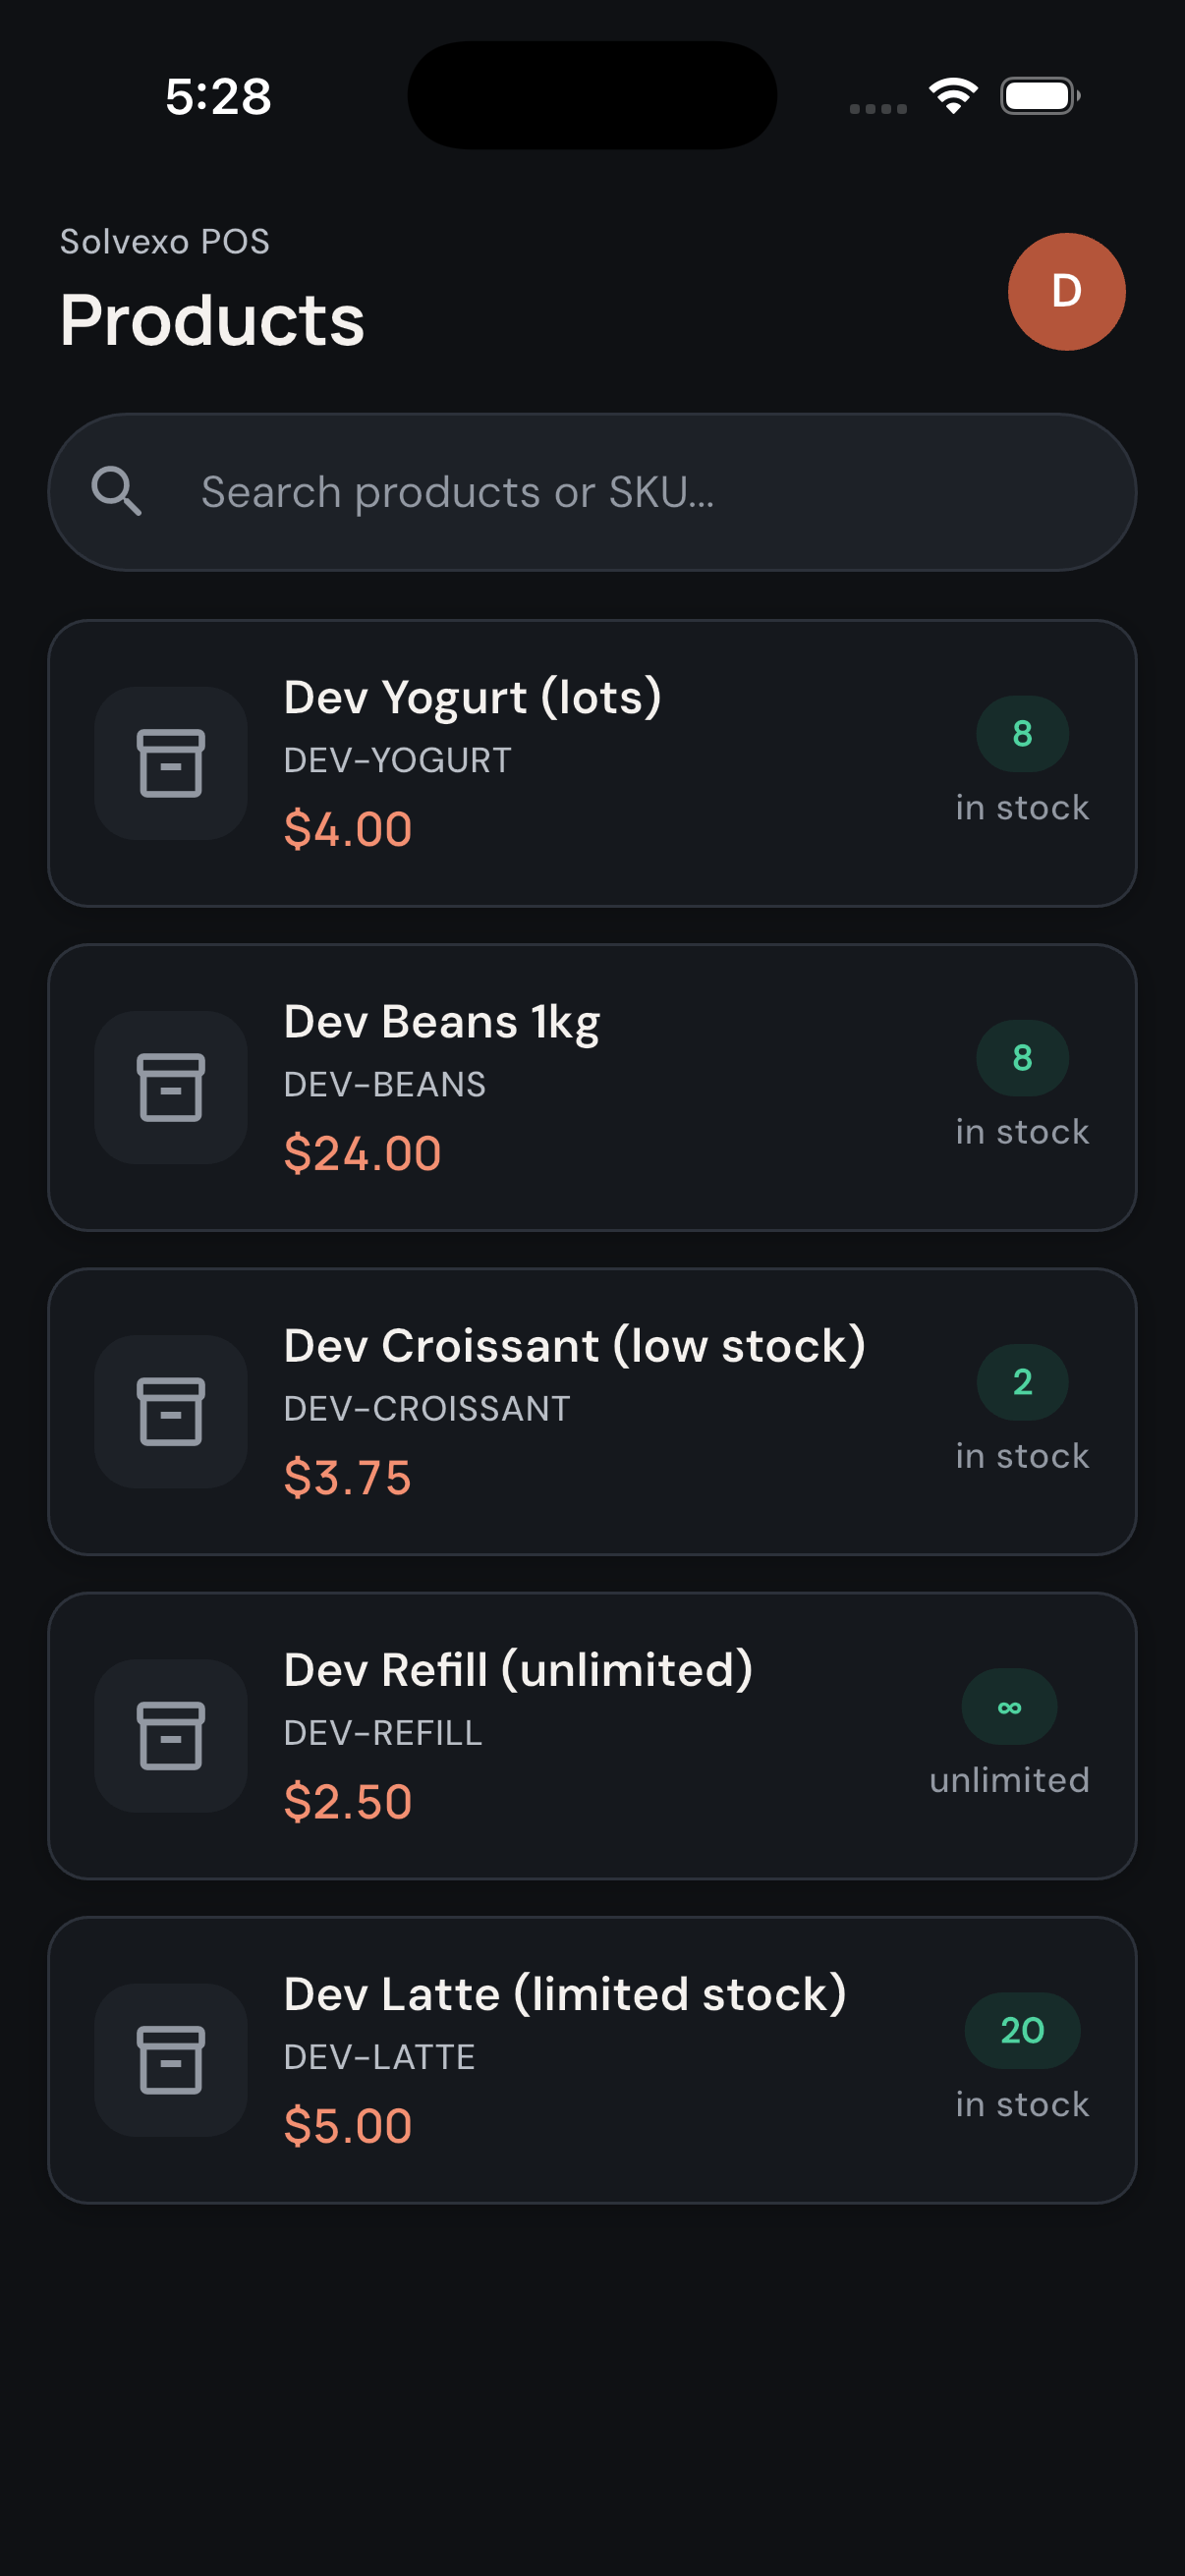 5:28
Solvexo POS
Products
D
Search products or SKU...
Dev Yogurt (lots)
DEV-YOGURT
$4.00
8
in stock
Dev Beans 1kg
DEV-BEANS
$24.00
8
in stock
Dev Croissant (low stock)
DEV-CROISSANT
$3.75
2
in stock
Dev Refill (unlimited)
DEV-REFILL
$2.50
∞
unlimited
Dev Latte (limited stock)
DEV-LATTE
$5.00
20
in stock